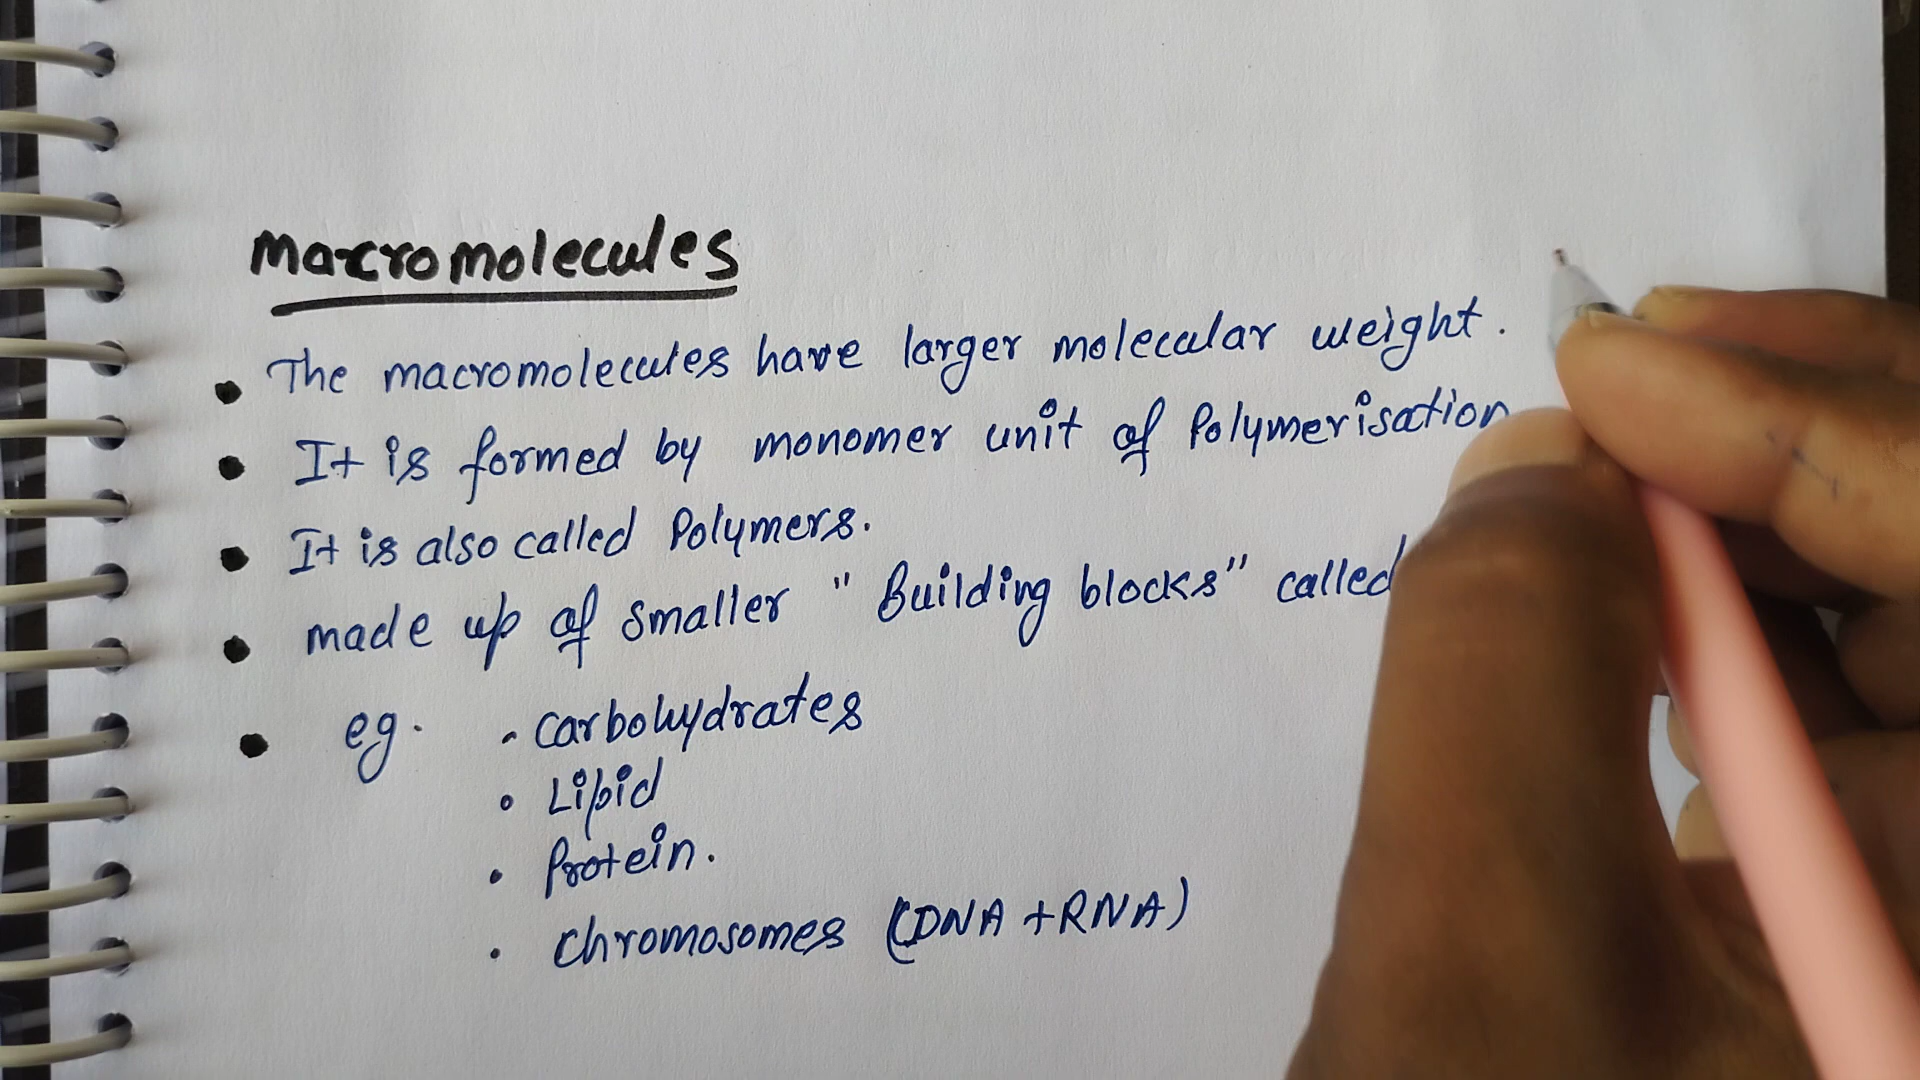 Macromolecules
• The macromolecules have larger molecular weight.
• It is formed by monomer unit of Polymerisation
• It is also called Polymers.
• made up of smaller "Building blocks" called
• eg. • Carbohydrates
• Lipid
• Protein.
• Chromosomes (DNA + RNA)